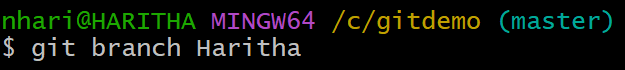 nhari@HARITHA MINGW64 /c/gitdemo (master)
$ git branch Haritha